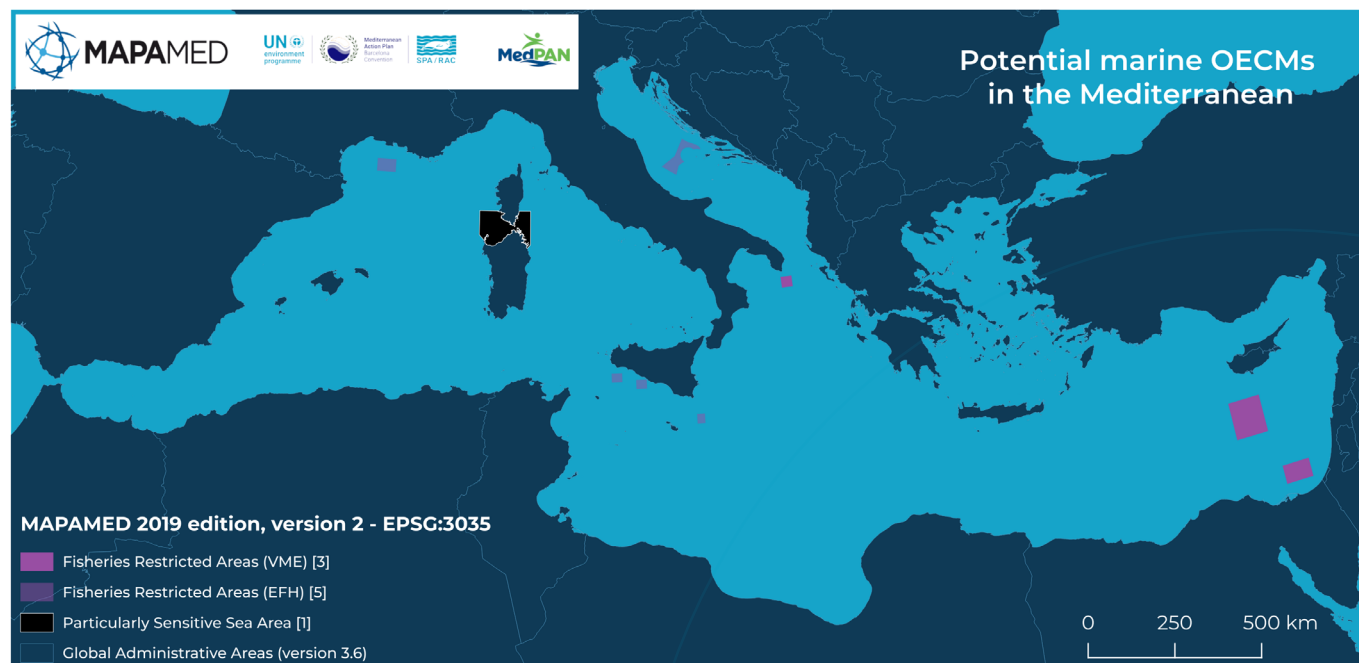 MAPAMED
UN
environment
programme
Mediterranean
Action Plan
Barcelona
Convention
SPA/RAC
MedPAN
Potential marine OECMs
in the Mediterranean
MAPAMED 2019 edition, version 2 - EPSG:3035
Fisheries Restricted Areas (VME) [3]
Fisheries Restricted Areas (EFH) [5]
Particularly Sensitive Sea Area [1]
Global Administrative Areas (version 3.6)
0 250 500 km